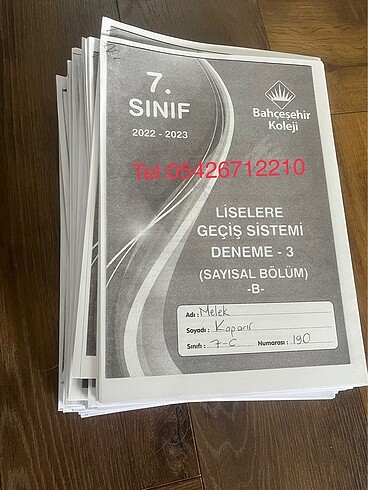 7.
SINIF
2022 - 2023
Bahçeşehir
Koleji
Tel:05426712210
LİSELERE
GEÇİŞ SİSTEMİ
DENEME - 3
(SAYISAL BÖLÜM)
-B-
Adı : Melek
Soyadı : Kaparır
Sınıfı : 7-C Numarası : 190